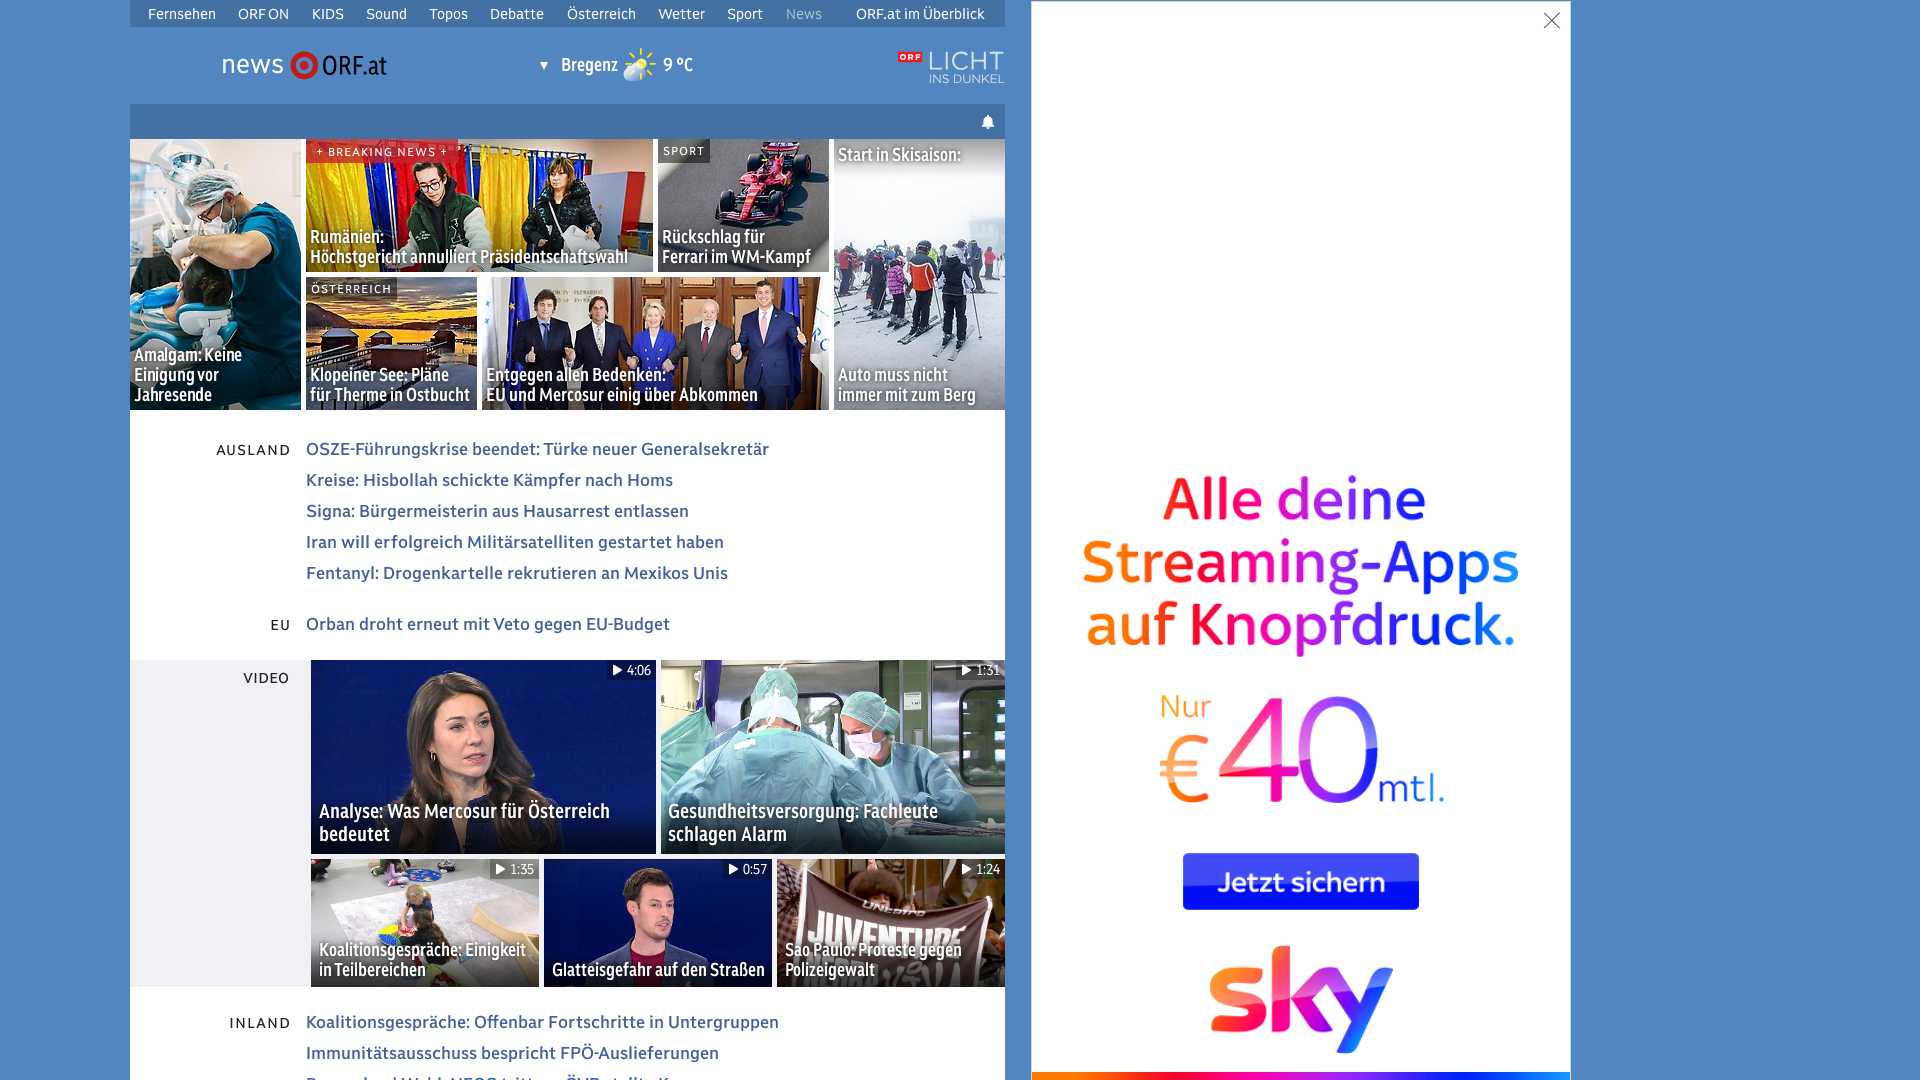 Fernsehen ORF ON KIDS Sound Topos Debatte Österreich Wetter Sport News ORF.at im Überblick
news ORF.at
▼ Bregenz 9 °C
ORF LICHT
INS DUNKEL
Amalgam: Keine
Einigung vor
Jahresende
+ BREAKING NEWS +
Rumänien:
Höchstgericht annulliert Präsidentschaftswahl
SPORT
Rückschlag für
Ferrari im WM-Kampf
Start in Skisaison:
Auto muss nicht
immer mit zum Berg
ÖSTERREICH
Klopeiner See: Pläne
für Therme in Ostbucht
Entgegen allen Bedenken:
EU und Mercosur einig über Abkommen
AUSLAND
OSZE-Führungskrise beendet: Türke neuer Generalsekretär
Kreise: Hisbollah schickte Kämpfer nach Homs
Signa: Bürgermeisterin aus Hausarrest entlassen
Iran will erfolgreich Militärsatelliten gestartet haben
Fentanyl: Drogenkartelle rekrutieren an Mexikos Unis
EU
Orban droht erneut mit Veto gegen EU-Budget
VIDEO
4:06
Analyse: Was Mercosur für Österreich
bedeutet
1:31
Gesundheitsversorgung: Fachleute
schlagen Alarm
1:35
Koalitionsgespräche: Einigkeit
in Teilbereichen
0:57
Glatteisgefahr auf den Straßen
1:24
UNEAFRO
JUVENTUDE
Sao Paulo: Proteste gegen
Polizeigewalt
INLAND
Koalitionsgespräche: Offenbar Fortschritte in Untergruppen
Immunitätsausschuss bespricht FPÖ-Auslieferungen
Alle deine
Streaming-Apps
auf Knopfdruck.
Nur
€40 mtl.
Jetzt sichern
sky